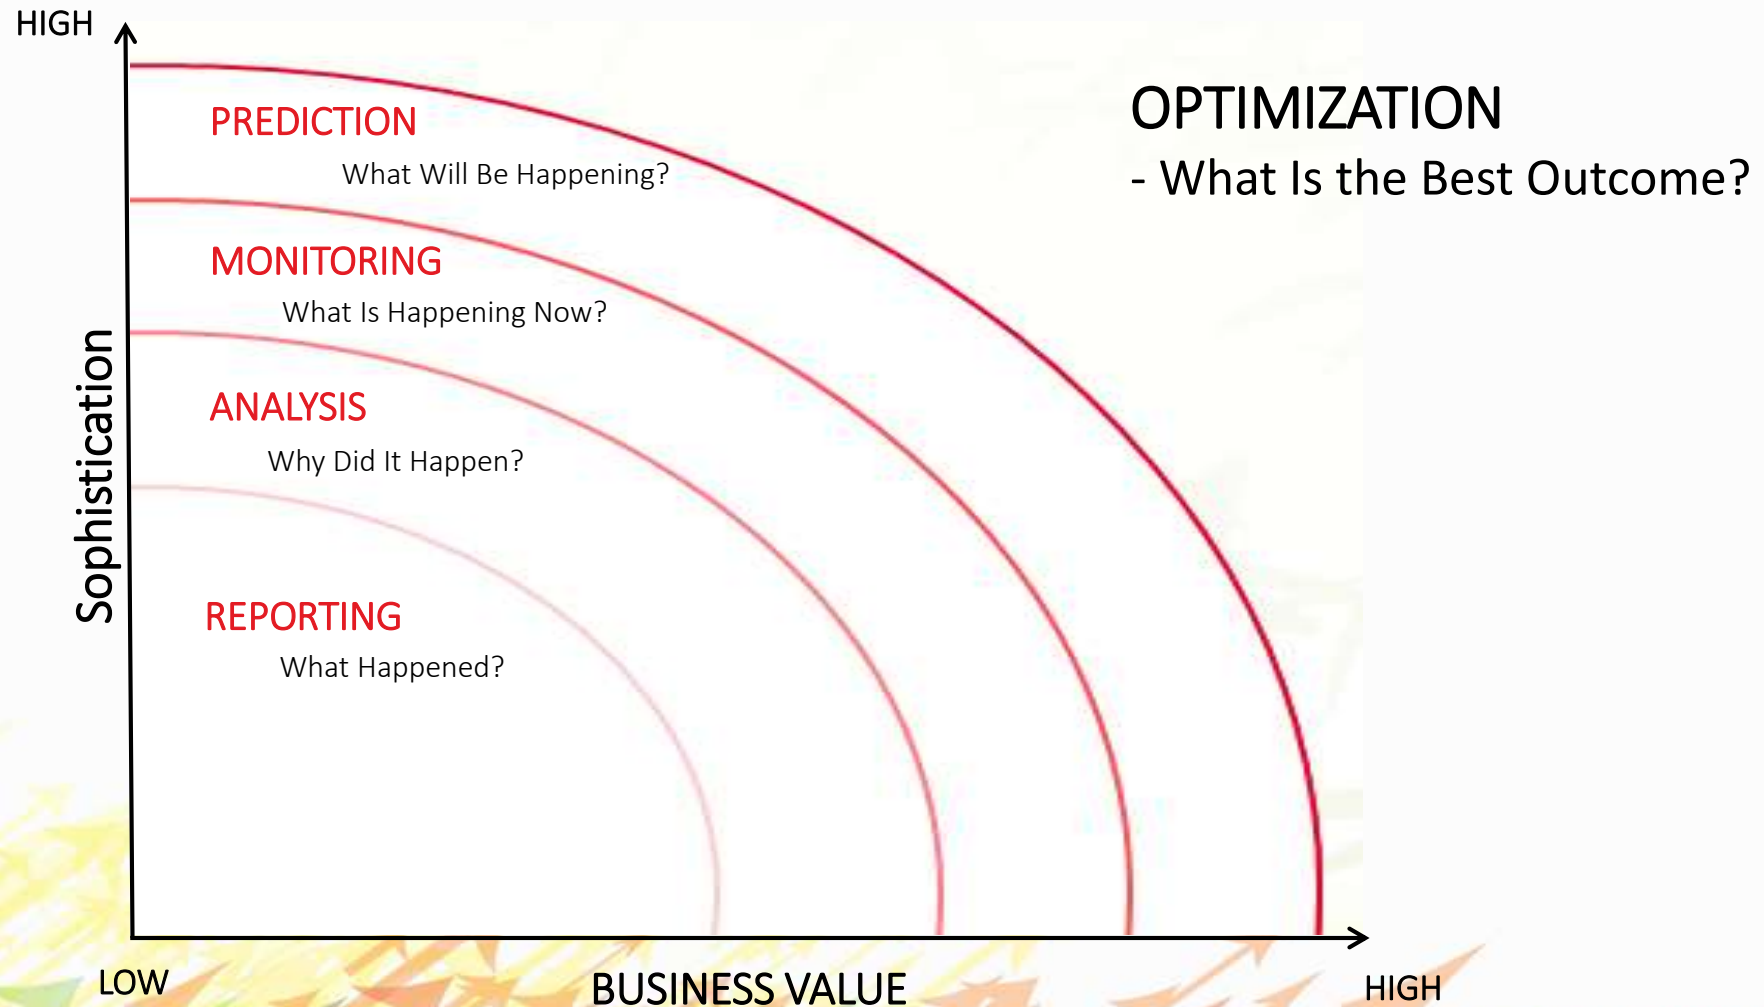 HIGH
PREDICTION
What Will Be Happening?
OPTIMIZATION
- What Is the Best Outcome?
MONITORING
What Is Happening Now?
Sophistication
ANALYSIS
Why Did It Happen?
REPORTING
What Happened?
LOW
BUSINESS VALUE
HIGH